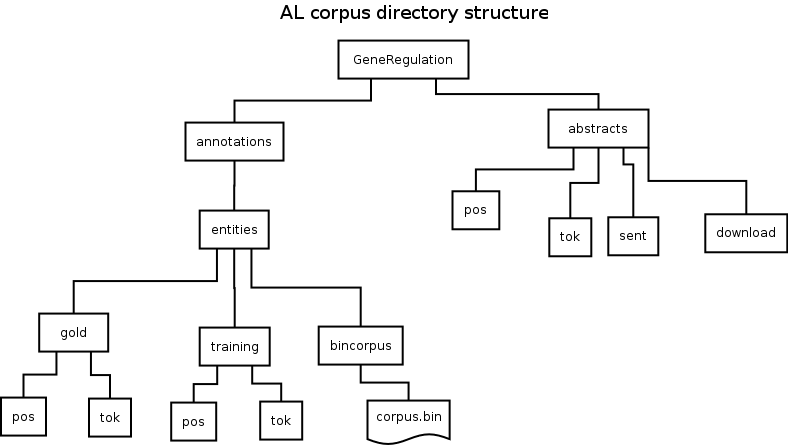 AL corpus directory structure
GeneRegulation
annotations
abstracts
entities
pos
tok
sent
download
gold
training
bincorpus
pos
tok
pos
tok
corpus.bin